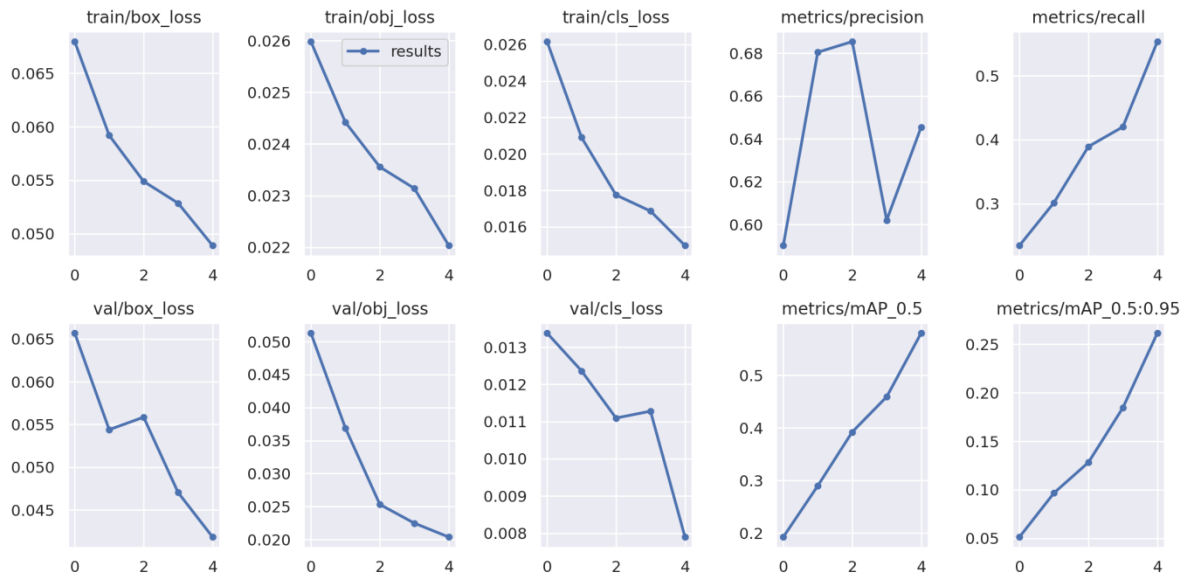 train/box_loss
0.065
0.060
0.055
0.050
0 2 4
train/obj_loss
results
0.026
0.025
0.024
0.023
0.022
0 2 4
train/cls_loss
0.026
0.024
0.022
0.020
0.018
0.016
0 2 4
metrics/precision
0.68
0.66
0.64
0.62
0.60
0 2 4
metrics/recall
0.5
0.4
0.3
0 2 4
val/box_loss
0.065
0.060
0.055
0.050
0.045
0 2 4
val/obj_loss
0.050
0.045
0.040
0.035
0.030
0.025
0.020
0 2 4
val/cls_loss
0.013
0.012
0.011
0.010
0.009
0.008
0 2 4
metrics/mAP_0.5
0.5
0.4
0.3
0.2
0 2 4
metrics/mAP_0.5:0.95
0.25
0.20
0.15
0.10
0.05
0 2 4